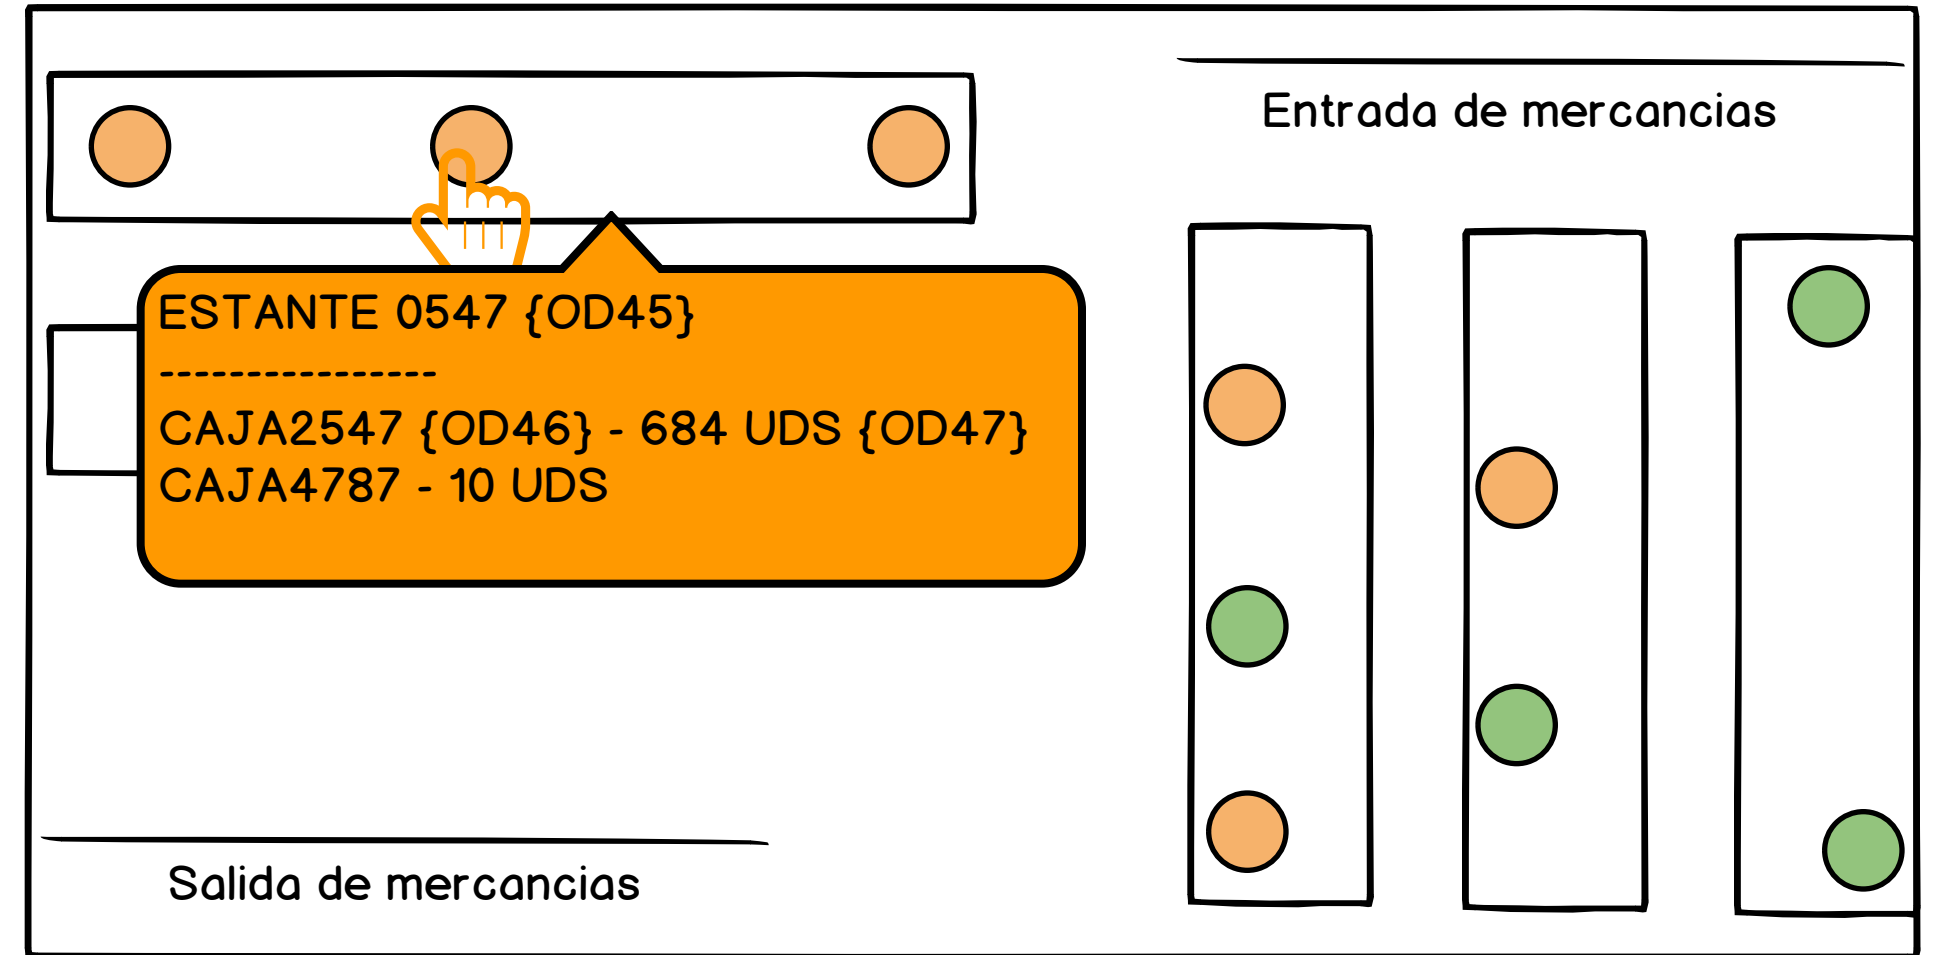 Entrada de mercancias
ESTANTE 0547 {OD45}
----------------
CAJA2547 {OD46} - 684 UDS {OD47}
CAJA4787 - 10 UDS
Salida de mercancias